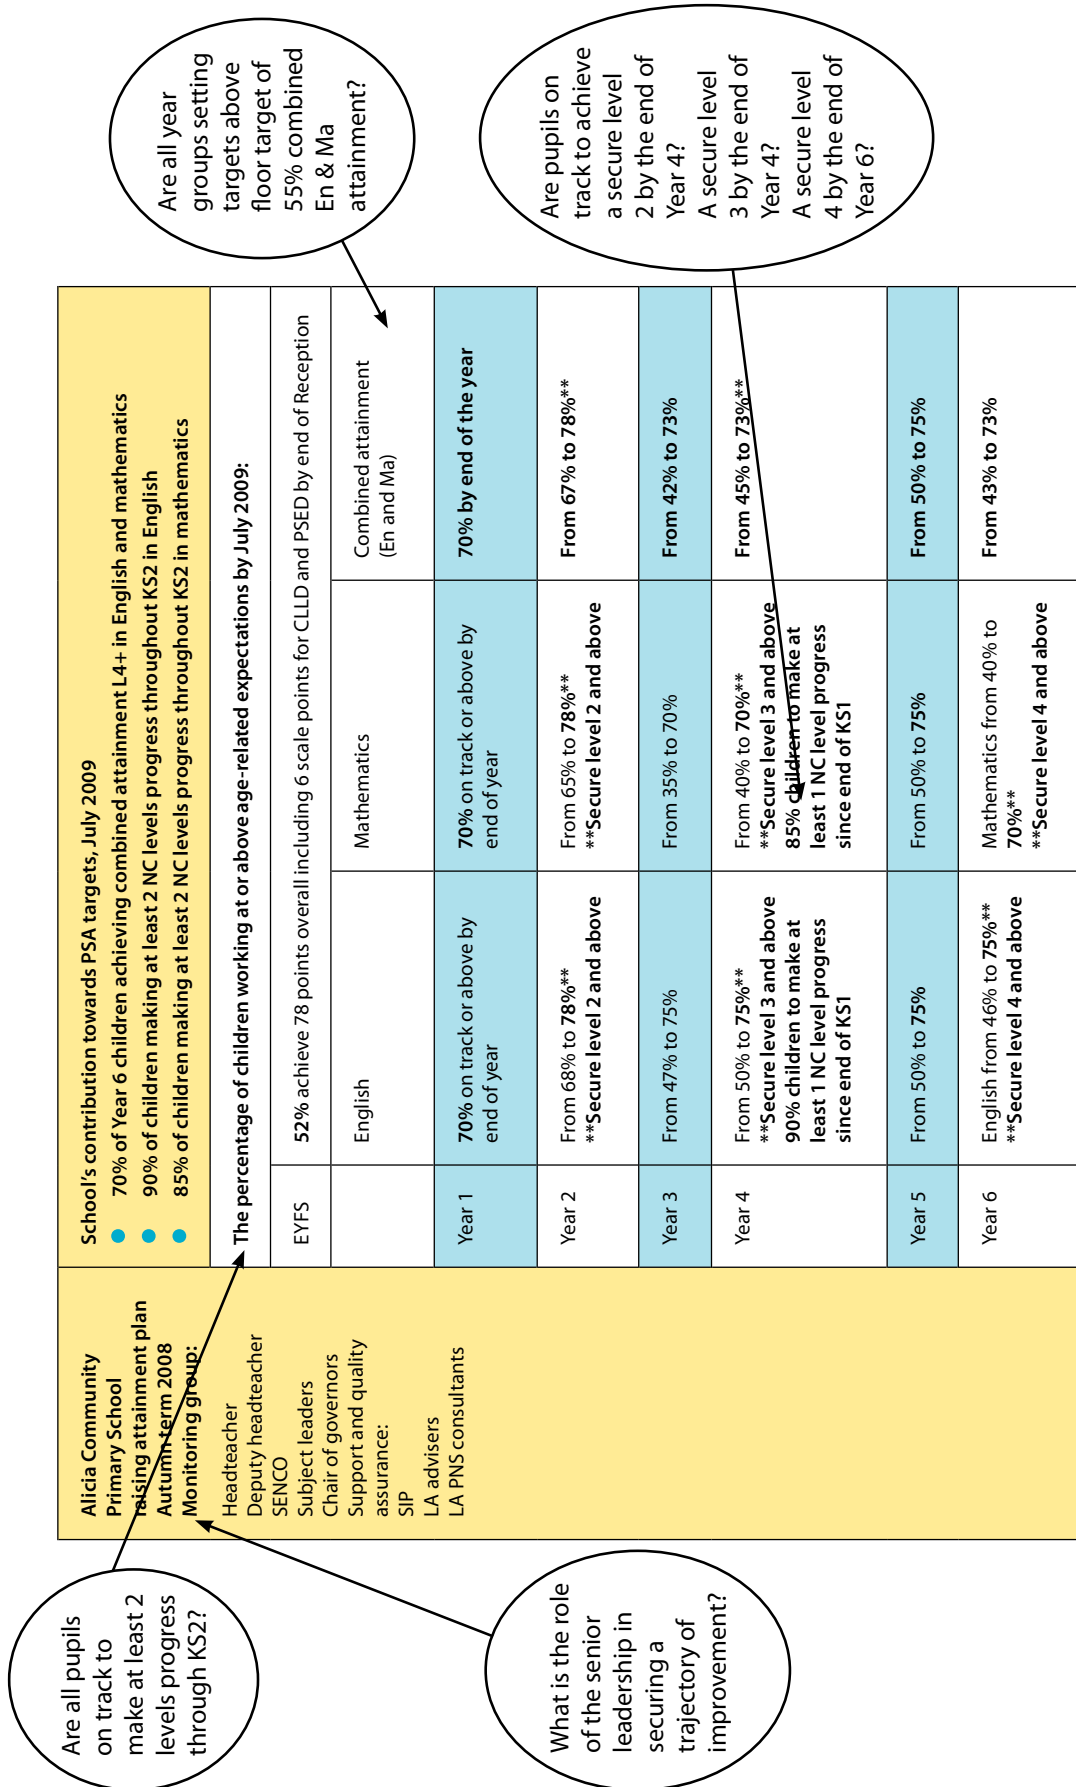 Are all year
groups setting
targets above
floor target of
55% combined
En & Ma
attainment?
Are pupils on
track to achieve
a secure level
2 by the end of
Year 4?
A secure level
3 by the end of
Year 4?
A secure level
4 by the end of
Year 6?
Are all pupils
on track to
make at least 2
levels progress
through KS2?
What is the role
of the senior
leadership in
securing a
trajectory of
improvement?
Alicia Community
Primary School
raising attainment plan
Autumn term 2008
Monitoring group:
Headteacher
Deputy headteacher
SENCO
Subject leaders
Chair of governors
Support and quality
assurance:
SIP
LA advisers
LA PNS consultants
School's contribution towards PSA targets, July 2009
● 70% of Year 6 children achieving combined attainment L4+ in English and mathematics
● 90% of children making at least 2 NC levels progress throughout KS2 in English
● 85% of children making at least 2 NC levels progress throughout KS2 in mathematics
The percentage of children working at or above age-related expectations by July 2009:
EYFS
52% achieve 78 points overall including 6 scale points for CLLD and PSED by end of Reception
English
Mathematics
Combined attainment
(En and Ma)
Year 1
70% on track or above by
end of year
70% on track or above by
end of year
70% by end of the year
Year 2
From 68% to 78%**
**Secure level 2 and above
From 65% to 78%**
**Secure level 2 and above
From 67% to 78%**
Year 3
From 47% to 75%
From 35% to 70%
From 42% to 73%
Year 4
From 50% to 75%**
**Secure level 3 and above
90% children to make at
least 1 NC level progress
since end of KS1
From 40% to 70%**
**Secure level 3 and above
85% children to make at
least 1 NC level progress
since end of KS1
From 45% to 73%**
Year 5
From 50% to 75%
From 50% to 75%
From 50% to 75%
Year 6
English from 46% to 75%**
**Secure level 4 and above
Mathematics from 40% to
70%**
**Secure level 4 and above
From 43% to 73%